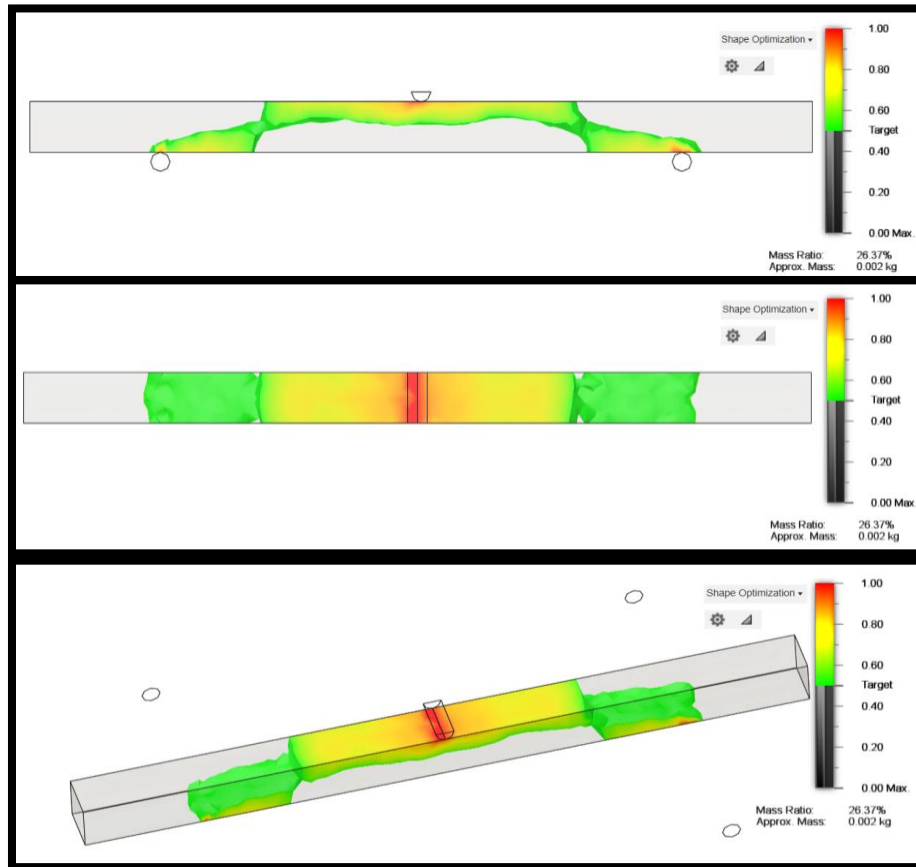 Shape Optimization ▾
1.00
0.80
0.60
Target
0.40
0.20
0.00 Max.
Mass Ratio: 26.37%
Approx. Mass: 0.002 kg
Shape Optimization ▾
1.00
0.80
0.60
Target
0.40
0.20
0.00 Max
Mass Ratio: 26.37%
Approx. Mass: 0.002 kg
Shape Optimization ▾
1.00
0.80
0.60
Target
0.40
0.20
0.00 Max.
Mass Ratio: 26.37%
Approx. Mass: 0.002 kg